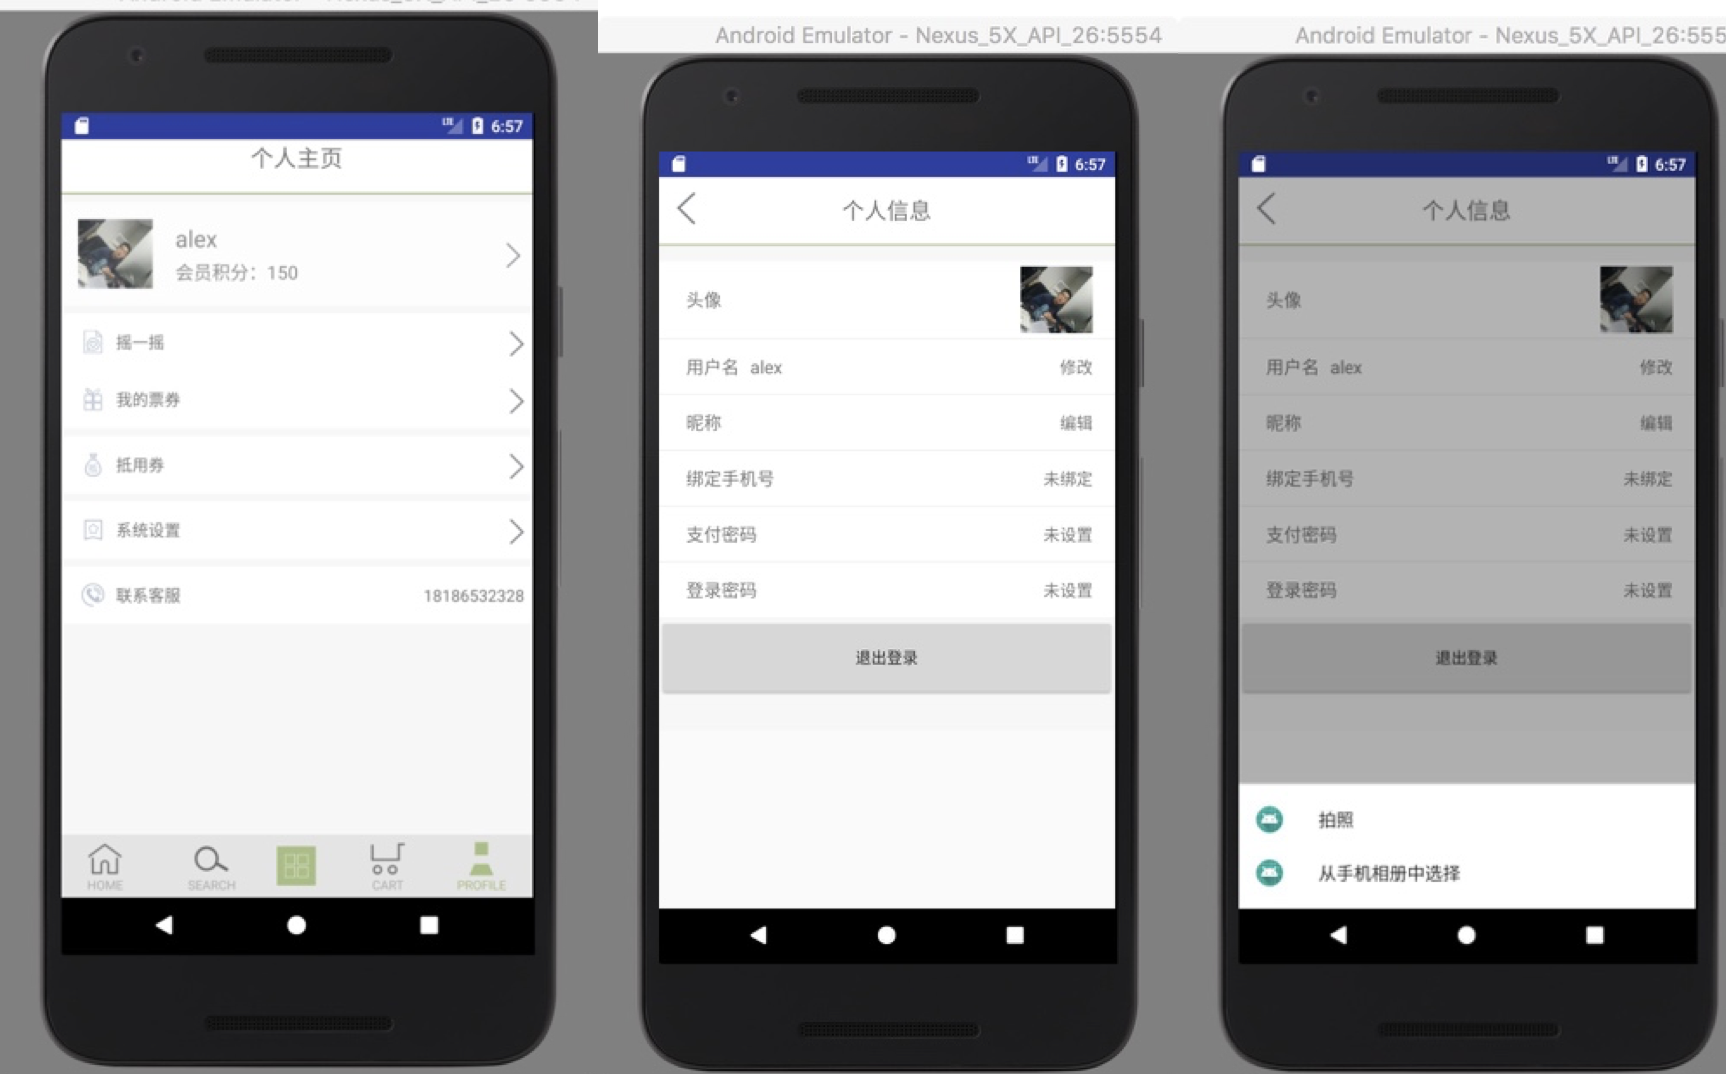 Android Emulator - Nexus_5X_API_26:5554
LTE 6:57
个人主页
alex
会员积分：150
摇一摇
我的票券
抵用券
系统设置
联系客服 18186532328
HOME SEARCH CART PROFILE
Android Emulator - Nexus_5X_API_26:5554
LTE 6:57
个人信息
头像
用户名 alex 修改
昵称 编辑
绑定手机号 未绑定
支付密码 未设置
登录密码 未设置
退出登录
Android Emulator - Nexus_5X_API_26:555
LTE 6:57
个人信息
头像
用户名 alex 修改
昵称 编辑
绑定手机号 未绑定
支付密码 未设置
登录密码 未设置
退出登录
拍照
从手机相册中选择